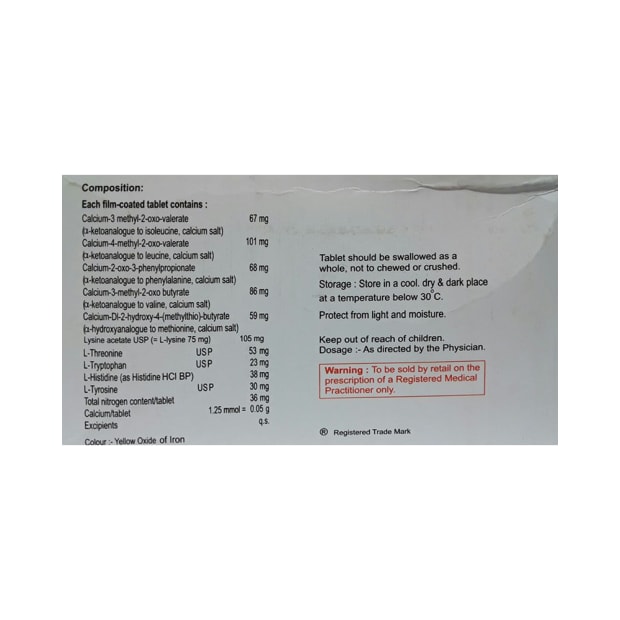 Composition:
Each film-coated tablet contains :
Calcium-3 methyl-2-oxo-valerate 67 mg
(α-ketoanalogue to isoleucine, calcium salt)
Calcium-4-methyl-2-oxo-valerate 101 mg
(α-ketoanalogue to leucine, calcium salt)
Calcium-2-oxo-3-phenylpropionate 68 mg
(α-ketoanalogue to phenylalanine, calcium salt)
Calcium-3-methyl-2-oxo butyrate 86 mg
(α-ketoanalogue to valine, calcium salt)
Calcium-Dl-2-hydroxy-4-(methylthio)-butyrate 59 mg
(α-hydroxyanalogue to methionine, calcium salt)
Lysine acetate USP (= L-lysine 75 mg) 105 mg
L-Threonine USP 53 mg
L-Tryptophan USP 23 mg
L-Histidine (as Histidine HCl BP) 38 mg
L-Tyrosine USP 30 mg
Total nitrogen content/tablet 36 mg
Calcium/tablet 1.25 mmol = 0.05 g
Excipients q.s.
Colour :- Yellow Oxide of Iron
Tablet should be swallowed as a
whole, not to chewed or crushed.
Storage : Store in a cool. dry & dark place
at a temperature below 30°C.
Protect from light and moisture.
Keep out of reach of children.
Dosage :- As directed by the Physician.
Warning : To be sold by retail on the
prescription of a Registered Medical
Practitioner only.
® Registered Trade Mark